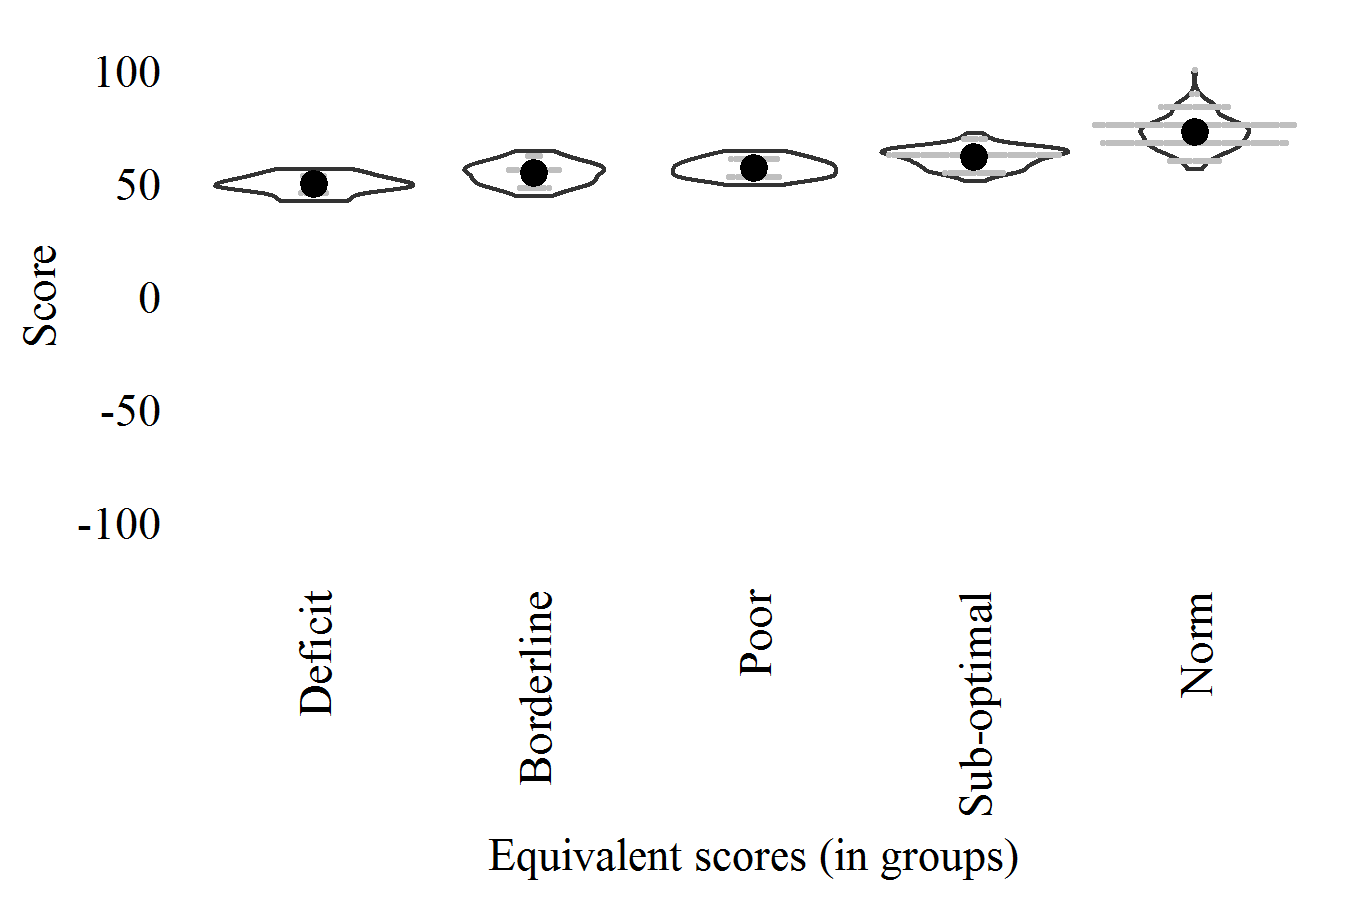 100
50
0
-50
-100
Score
Deficit
Borderline
Poor
Sub-optimal
Norm
Equivalent scores (in groups)